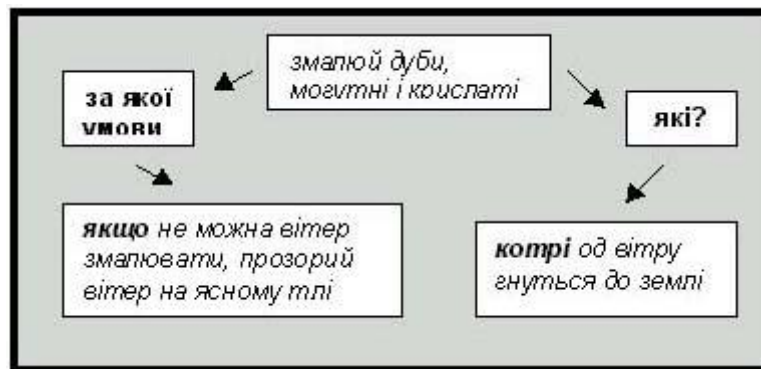 змалюй дуби,
могутні і крислаті
за якої
умови
які?
якщо не можна вітер
змалювати, прозорий
вітер на ясному тлі
котрі од вітру
гнуться до землі